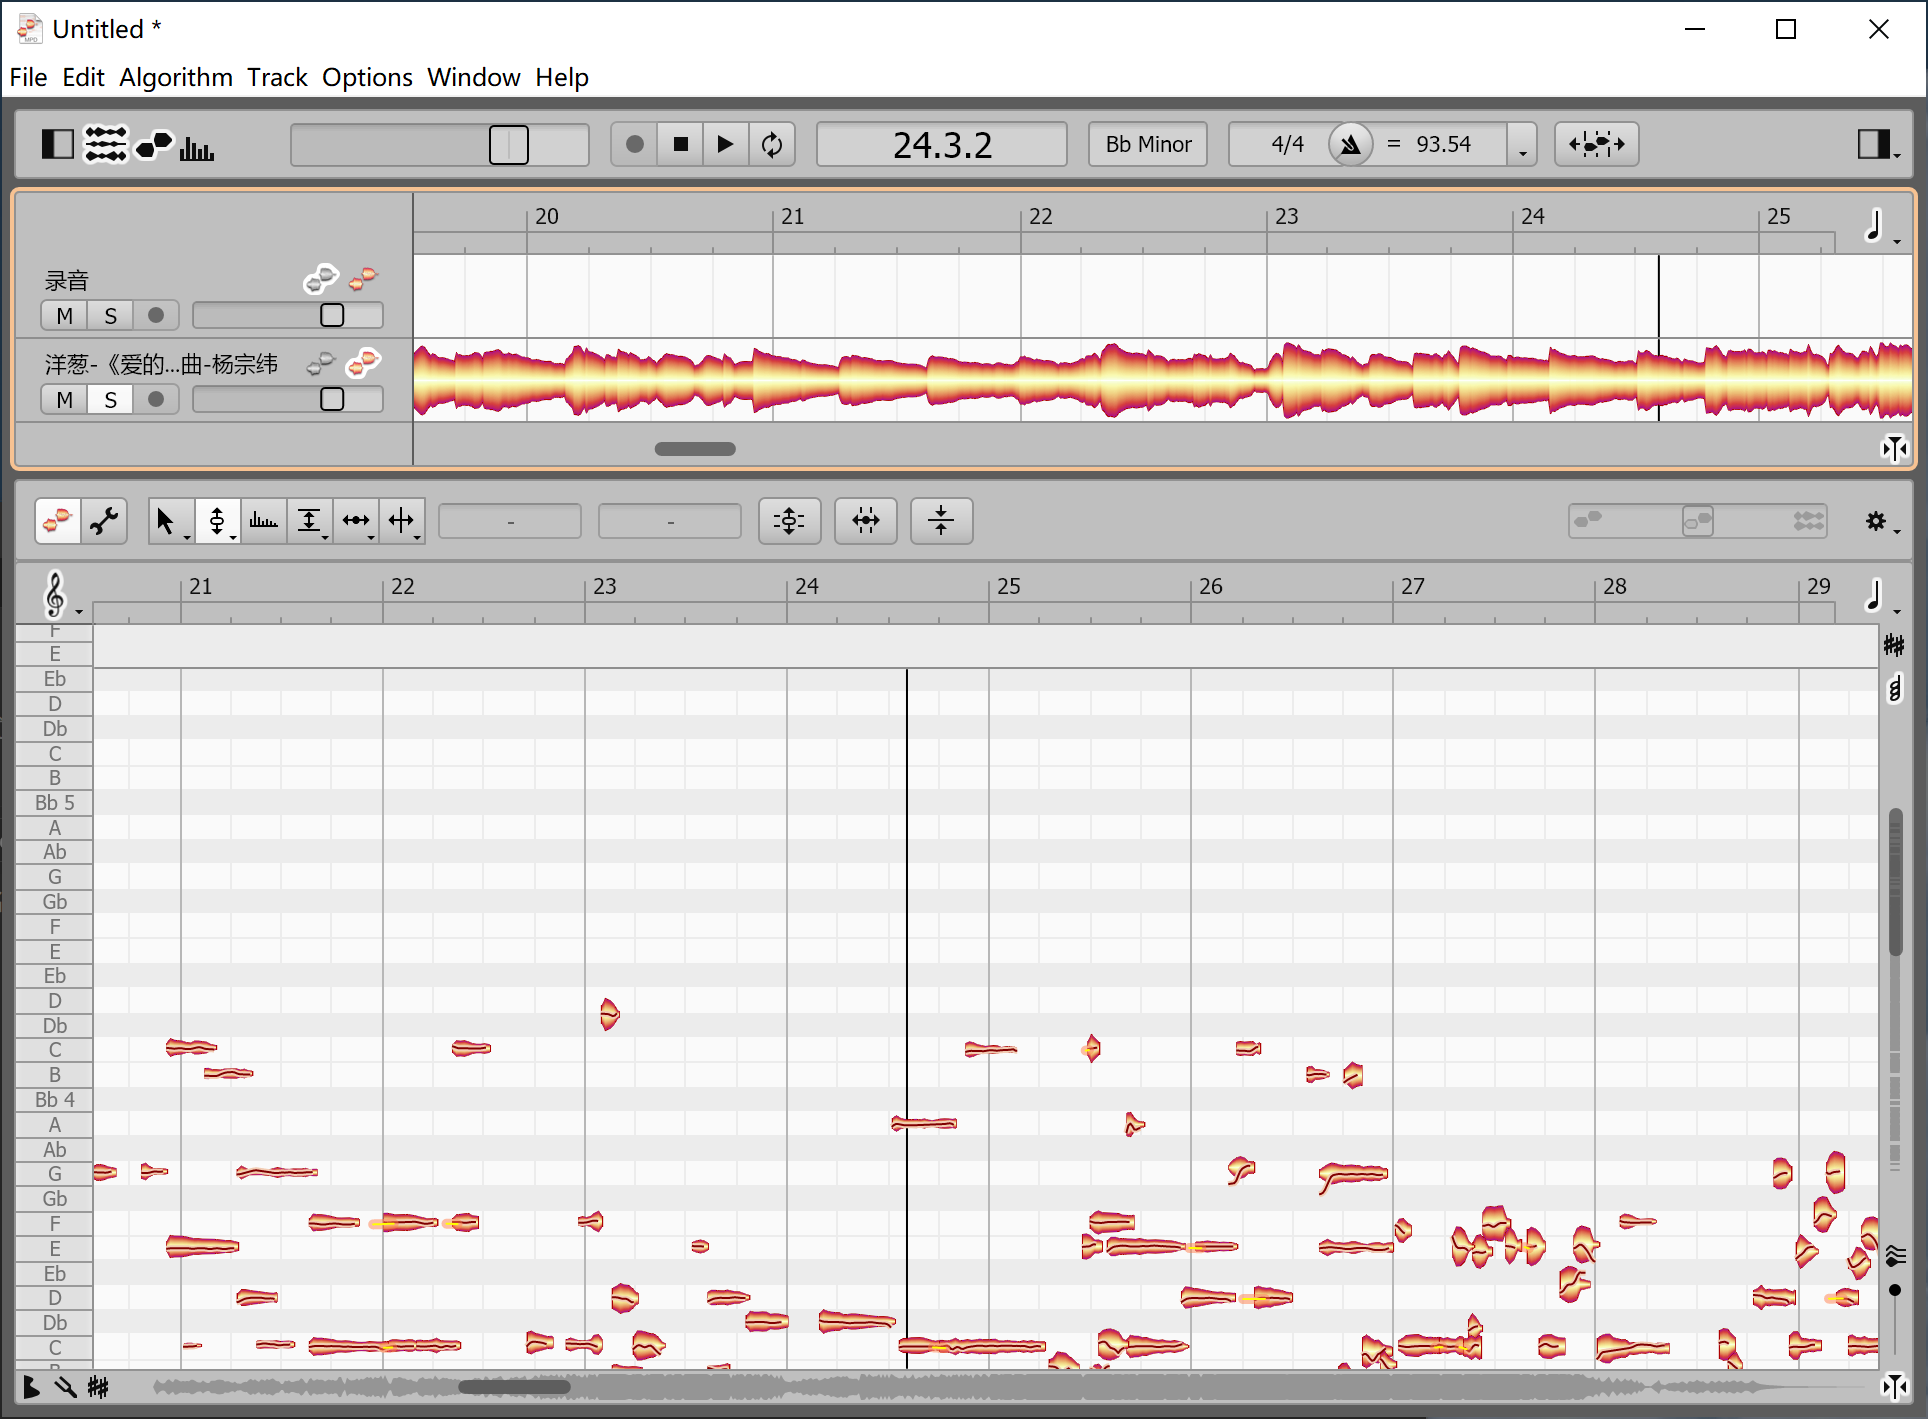 Untitled *
File Edit Algorithm Track Options Window Help
24.3.2
Bb Minor
4/4 = 93.54
20 21 22 23 24 25
录音
M S
洋葱-《爱的...曲-杨宗纬
M S
- -
21 22 23 24 25 26 27 28 29
F
E
Eb
D
Db
C
B
Bb 5
A
Ab
G
Gb
F
E
Eb
D
Db
C
B
Bb 4
A
Ab
G
Gb
F
E
Eb
D
Db
C
B